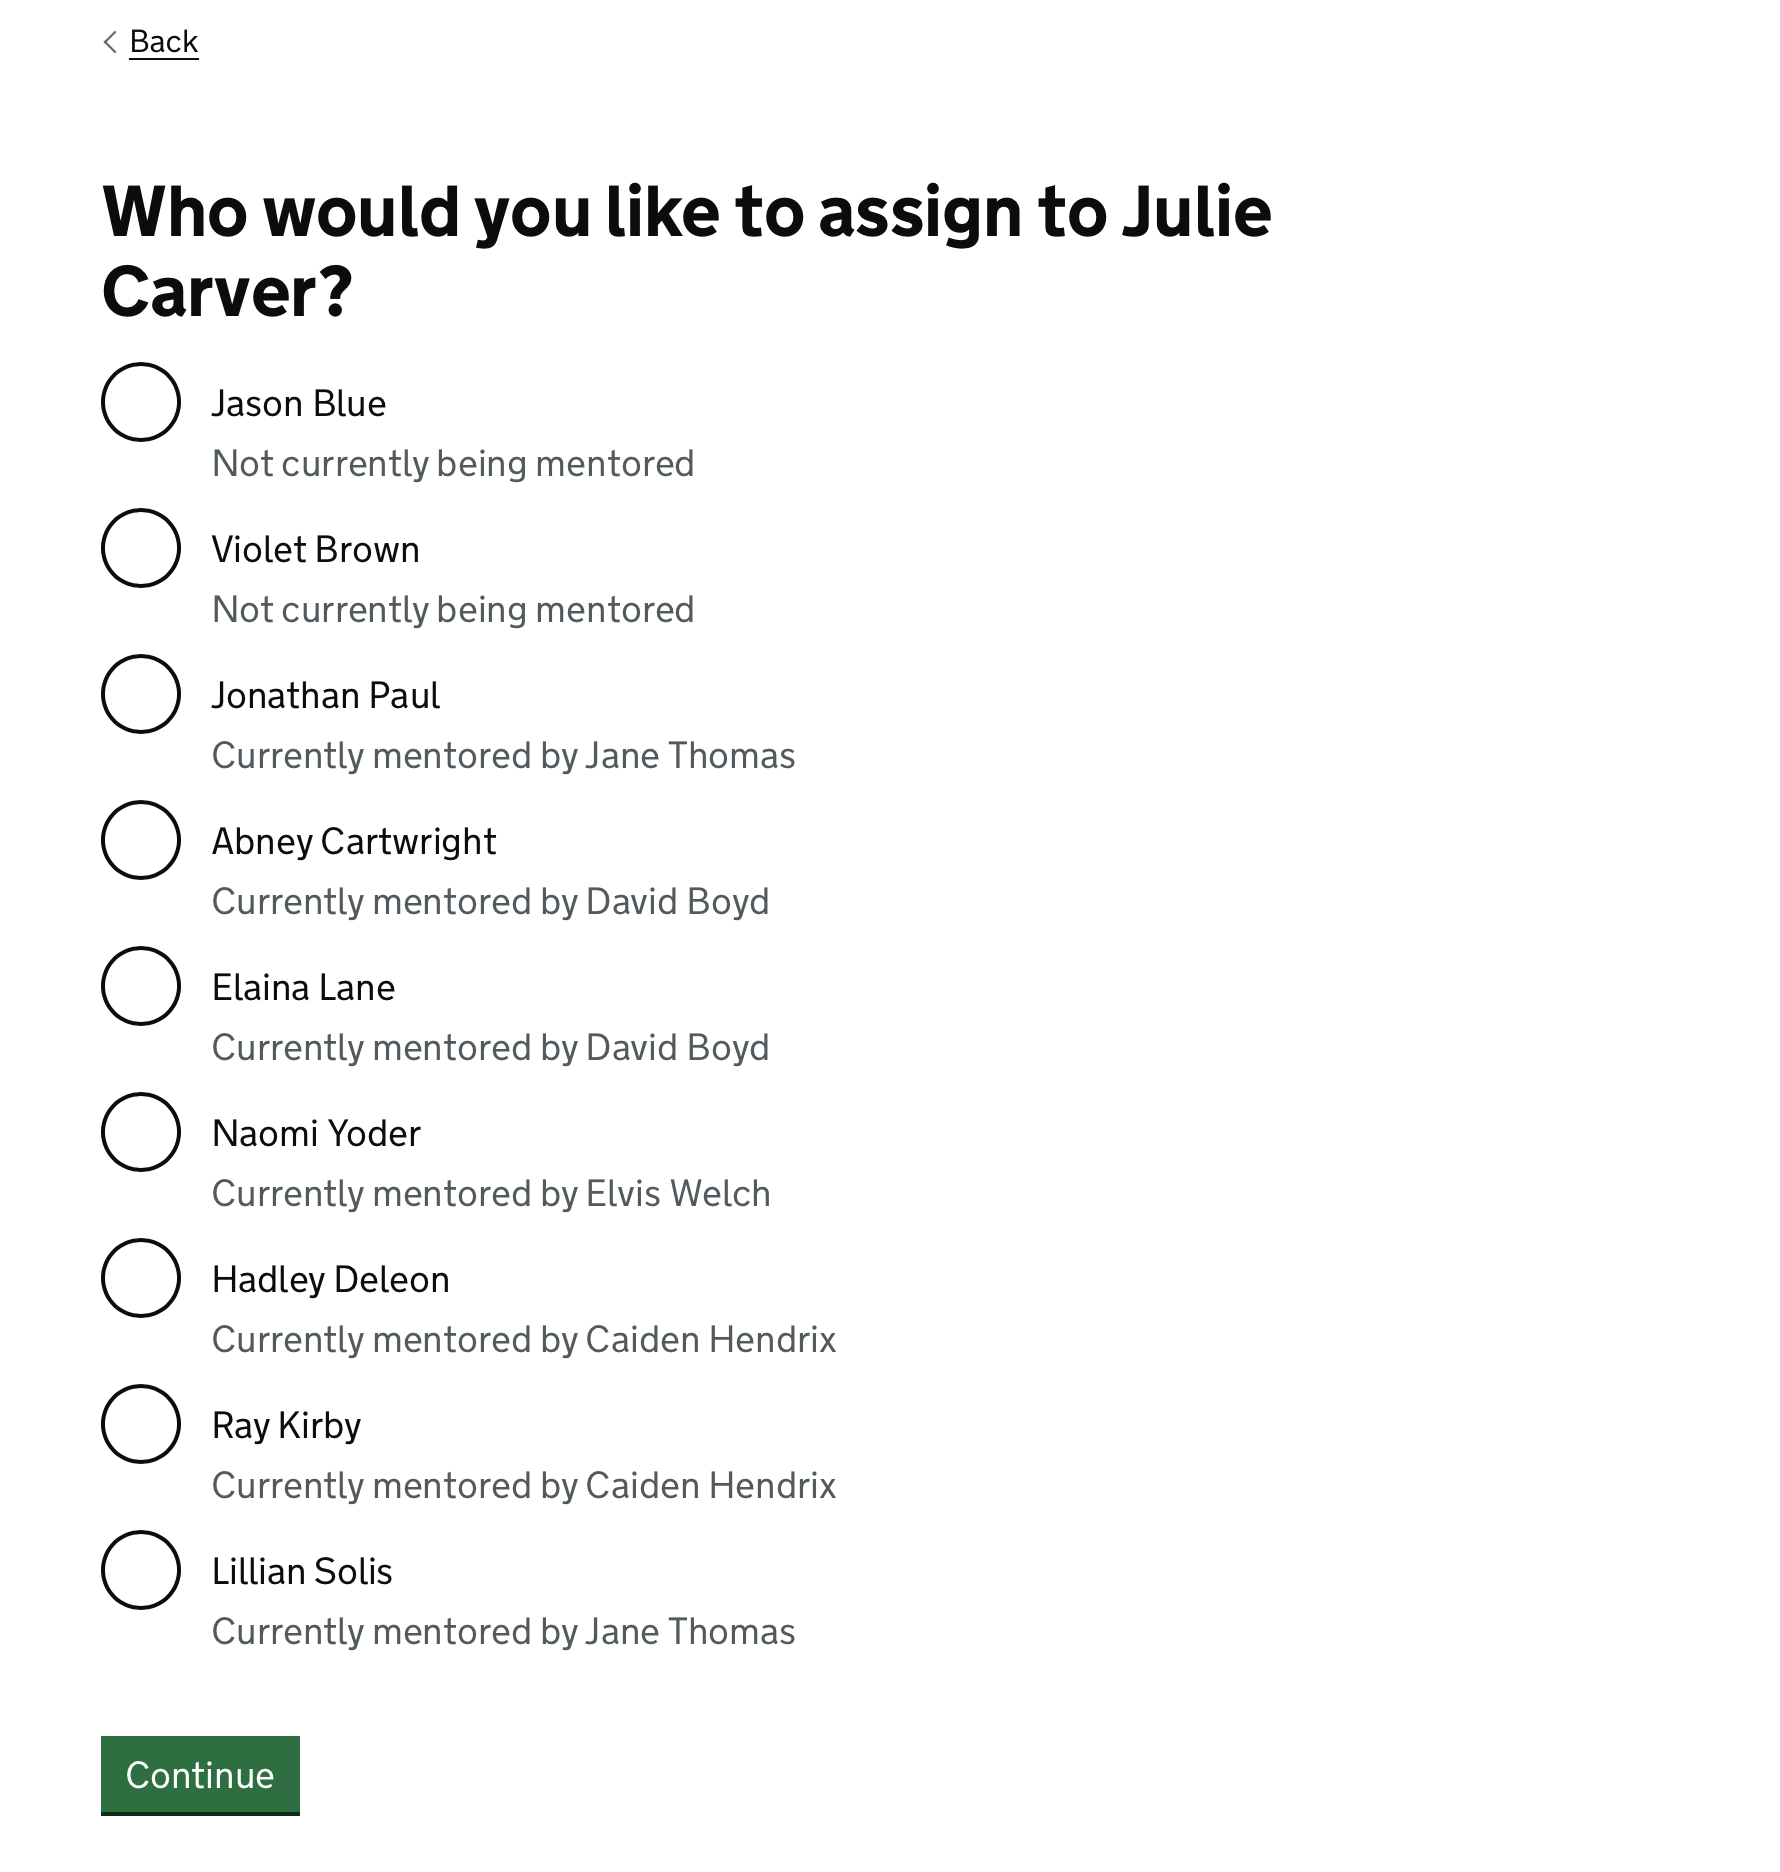 Back
Who would you like to assign to Julie
Carver?
Jason Blue
Not currently being mentored
Violet Brown
Not currently being mentored
Jonathan Paul
Currently mentored by Jane Thomas
Abney Cartwright
Currently mentored by David Boyd
Elaina Lane
Currently mentored by David Boyd
Naomi Yoder
Currently mentored by Elvis Welch
Hadley Deleon
Currently mentored by Caiden Hendrix
Ray Kirby
Currently mentored by Caiden Hendrix
Lillian Solis
Currently mentored by Jane Thomas
Continue